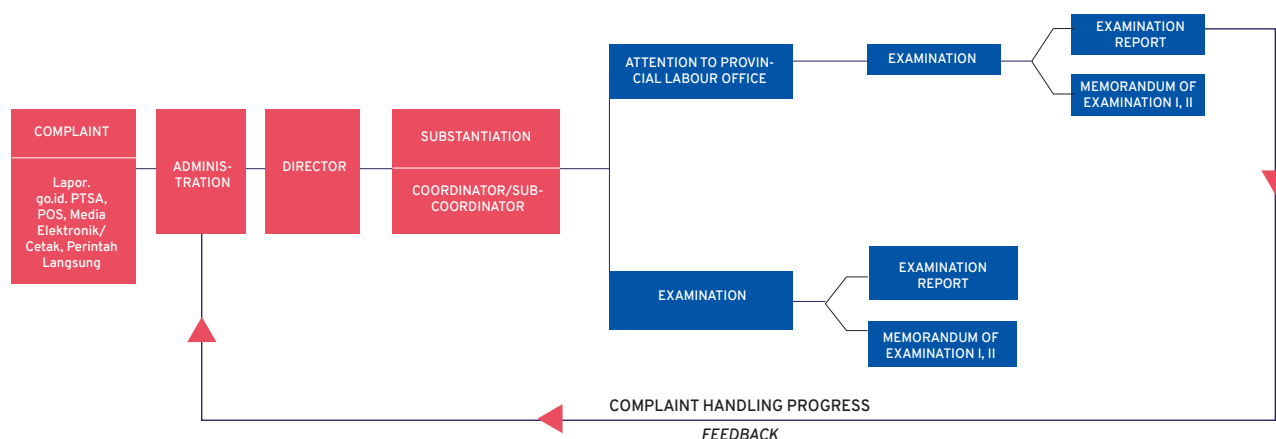 COMPLAINT
Lapor.
go.id. PTSA,
POS, Media
Elektronik/
Cetak, Perintah
Langsung
ADMINIS-
TRATION
DIRECTOR
SUBSTANTIATION
COORDINATOR/SUB-
COORDINATOR
ATTENTION TO PROVIN-
CIAL LABOUR OFFICE
EXAMINATION
EXAMINATION
REPORT
MEMORANDUM OF
EXAMINATION I, II
EXAMINATION
EXAMINATION
REPORT
MEMORANDUM OF
EXAMINATION I, II
COMPLAINT HANDLING PROGRESS
FEEDBACK